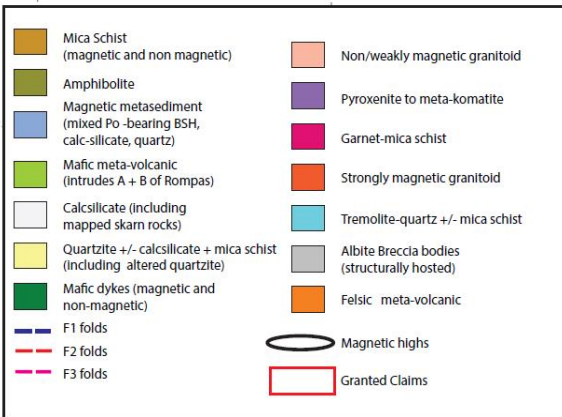 Mica Schist
(magnetic and non magnetic)
Amphibolite
Magnetic metasediment
(mixed Po -bearing BSH,
calc-silicate, quartz)
Mafic meta-volcanic
(intrudes A + B of Rompas)
Calcsilicate (including
mapped skarn rocks)
Quartzite +/- calcsilicate + mica schist
(including altered quartzite)
Mafic dykes (magnetic and
non-magnetic)
F1 folds
F2 folds
F3 folds
Non/weakly magnetic granitoid
Pyroxenite to meta-komatite
Garnet-mica schist
Strongly magnetic granitoid
Tremolite-quartz +/- mica schist
Albite Breccia bodies
(structurally hosted)
Felsic meta-volcanic
Magnetic highs
Granted Claims